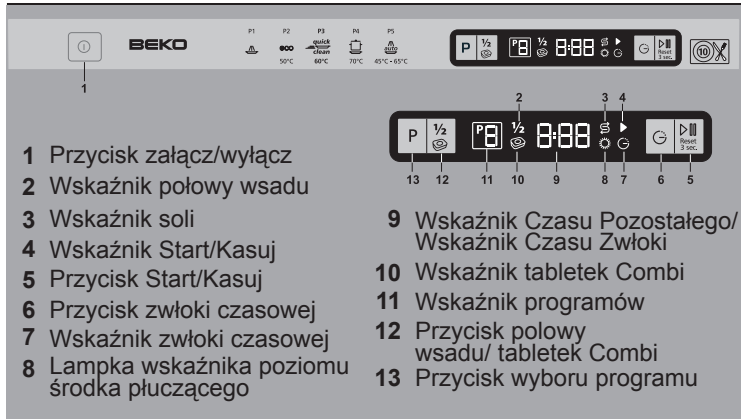 P1 P2 P3 P4 P5
BEKO
quick clean
auto
50°C 60°C 70°C 45°C - 65°C
P ½ P8 ½ 8:88 Reset 3 sec. 10
1
2 3 4
P ½ P8 ½ 8:88 Reset 3 sec.
13 12 11 10 9 8 7 6 5
1 Przycisk załącz/wyłącz
2 Wskaźnik połowy wsadu
3 Wskaźnik soli
4 Wskaźnik Start/Kasuj
5 Przycisk Start/Kasuj
6 Przycisk zwłoki czasowej
7 Wskaźnik zwłoki czasowej
8 Lampka wskaźnika poziomu
środka płuczącego
9 Wskaźnik Czasu Pozostałego/
Wskaźnik Czasu Zwłoki
10 Wskaźnik tabletek Combi
11 Wskaźnik programów
12 Przycisk polowy
wsadu/ tabletek Combi
13 Przycisk wyboru programu